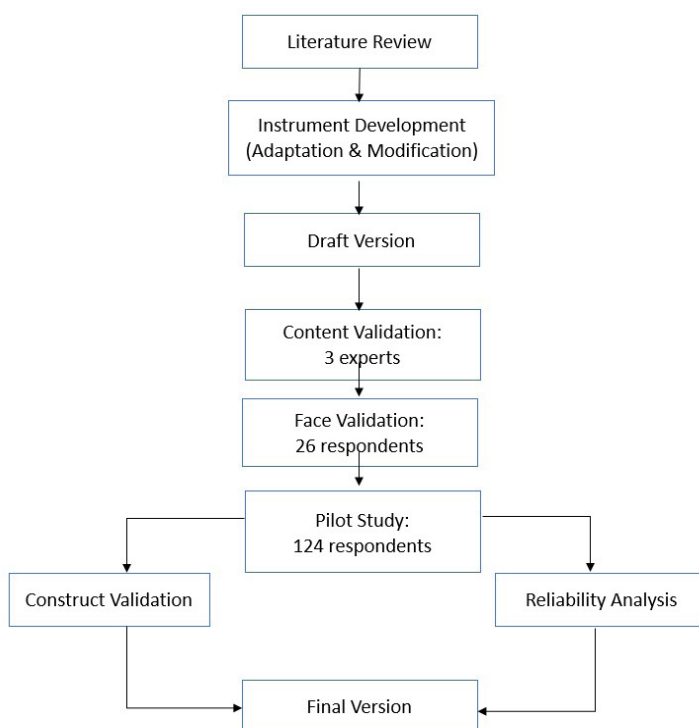 Literature Review
Instrument Development
(Adaptation & Modification)
Draft Version
Content Validation:
3 experts
Face Validation:
26 respondents
Pilot Study:
124 respondents
Construct Validation
Reliability Analysis
Final Version